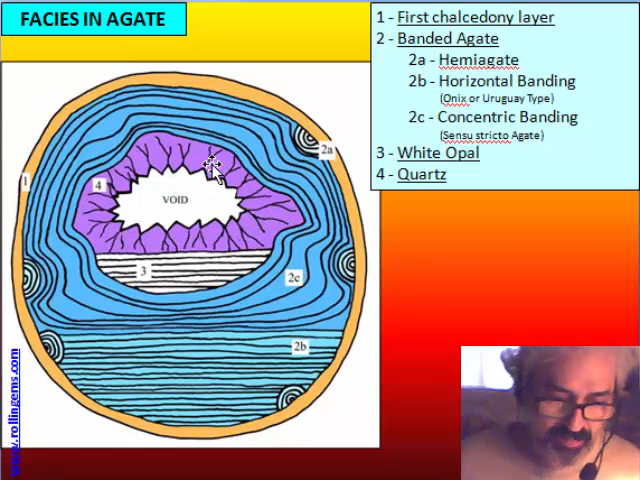 FACIES IN AGATE
1 - First chalcedony layer
2 - Banded Agate
2a - Hemiagate
2b - Horizontal Banding
(Onix or Uruguay Type)
2c - Concentric Banding
(Sensu stricto Agate)
3 - White Opal
4 - Quartz
2a
1
4
VOID
3
2c
2b
www.rollingems.com